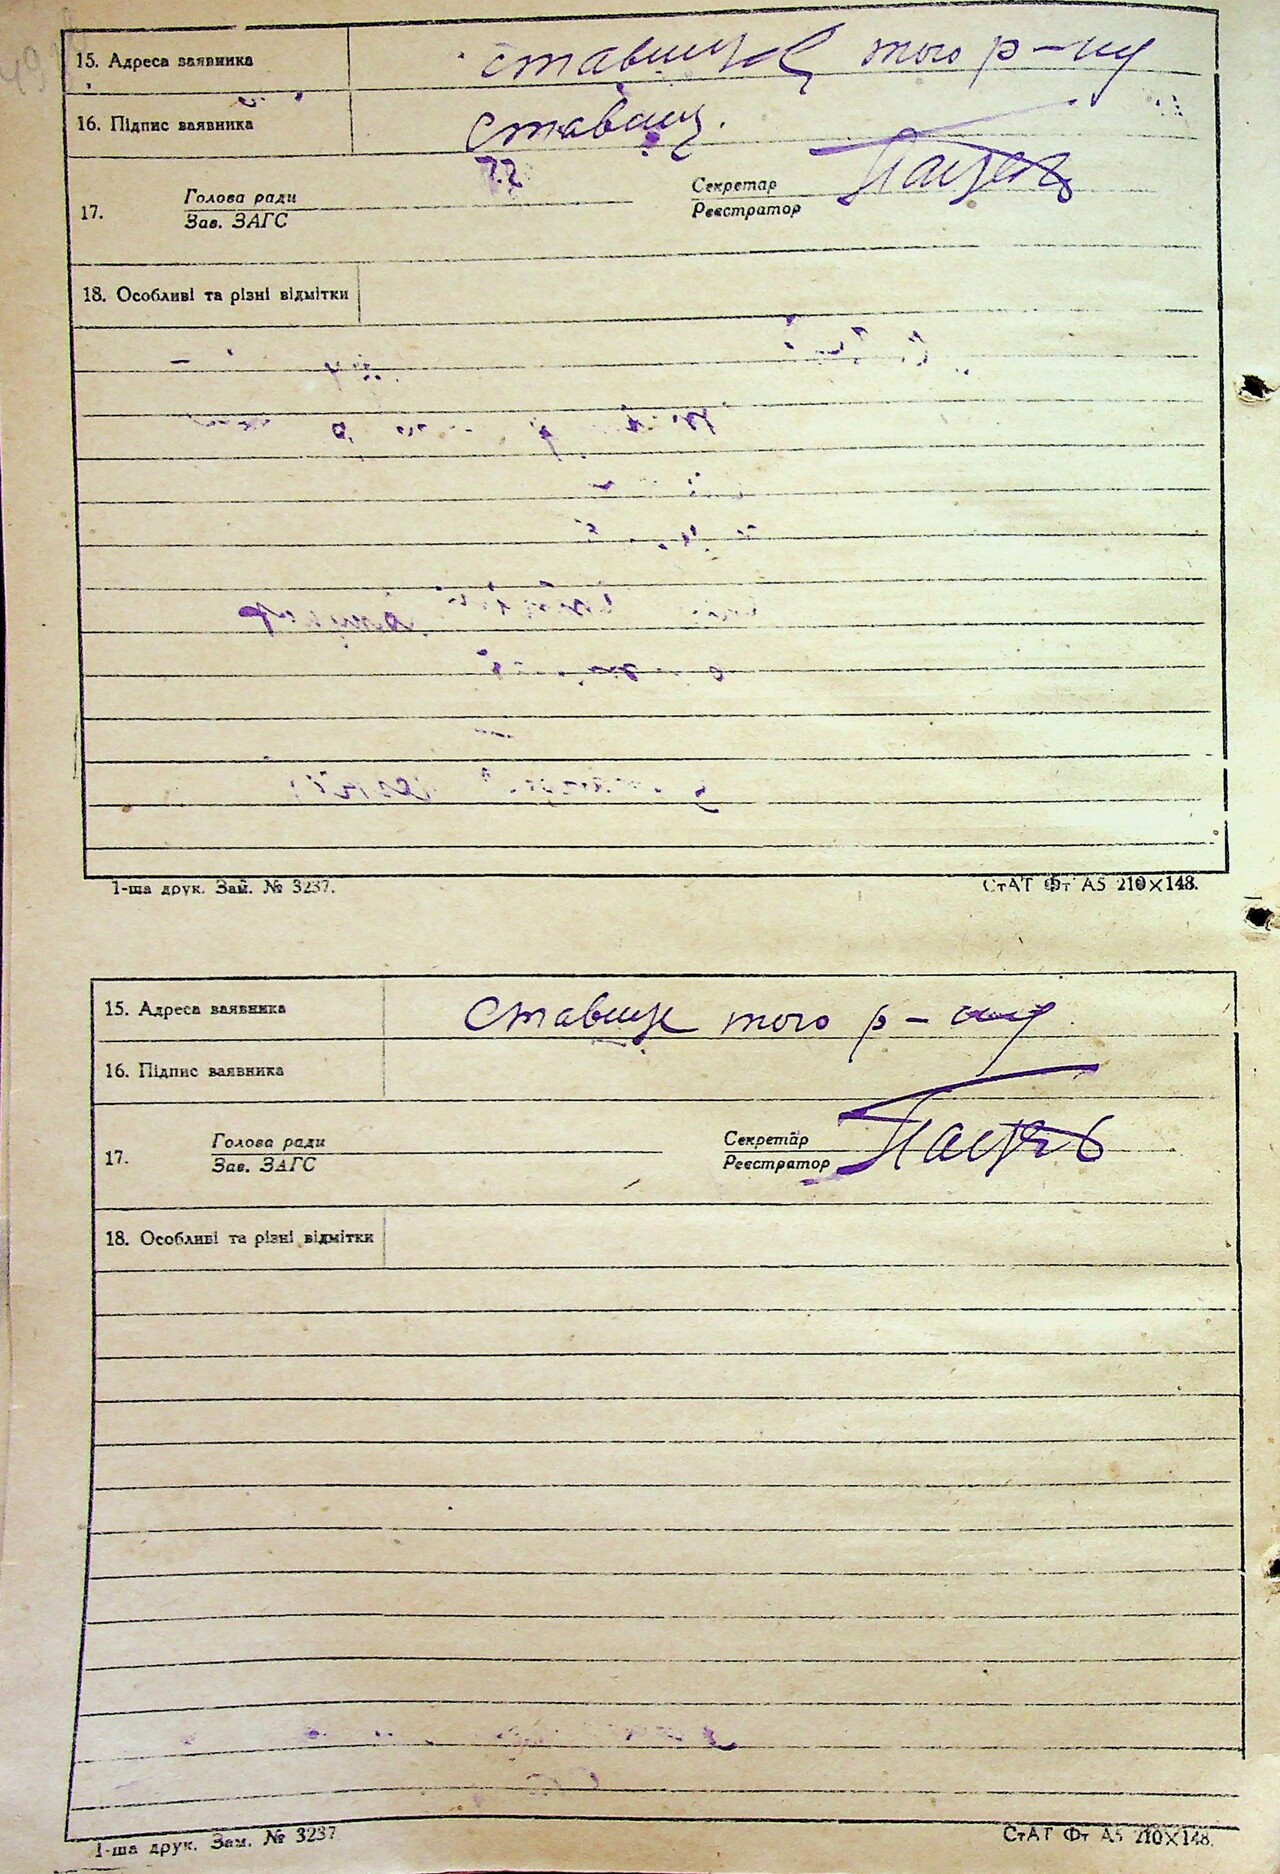 15. Адреса заявника Ставище того р-ну
16. Підпис заявника Ставищ.
17. Голова ради Секретар
Зав. ЗАГС Реєстратор
18. Особливі та різні відмітки
1-ша друк. Зам. № 3237. СтАТ Фт А5 210×148.
15. Адреса заявника Ставище того р-ну
16. Підпис заявника
17. Голова ради Секретар
Зав. ЗАГС Реєстратор
18. Особливі та різні відмітки
1-ша друк. Зам. № 3237 СтАТ Фт А5 210×148.